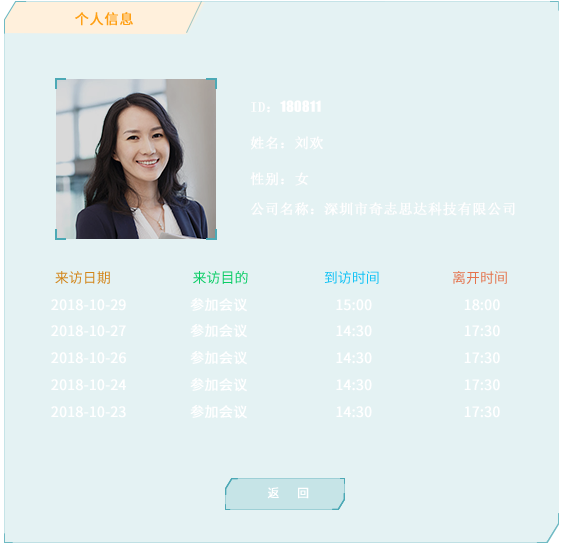 个人信息
ID：180811
姓名：刘欢
性别：女
公司名称：深圳市奇志思达科技有限公司
来访日期 来访目的 到访时间 离开时间
2018-10-29 参加会议 15:00 18:00
2018-10-27 参加会议 14:30 17:30
2018-10-26 参加会议 14:30 17:30
2018-10-24 参加会议 14:30 17:30
2018-10-23 参加会议 14:30 17:30
返 回